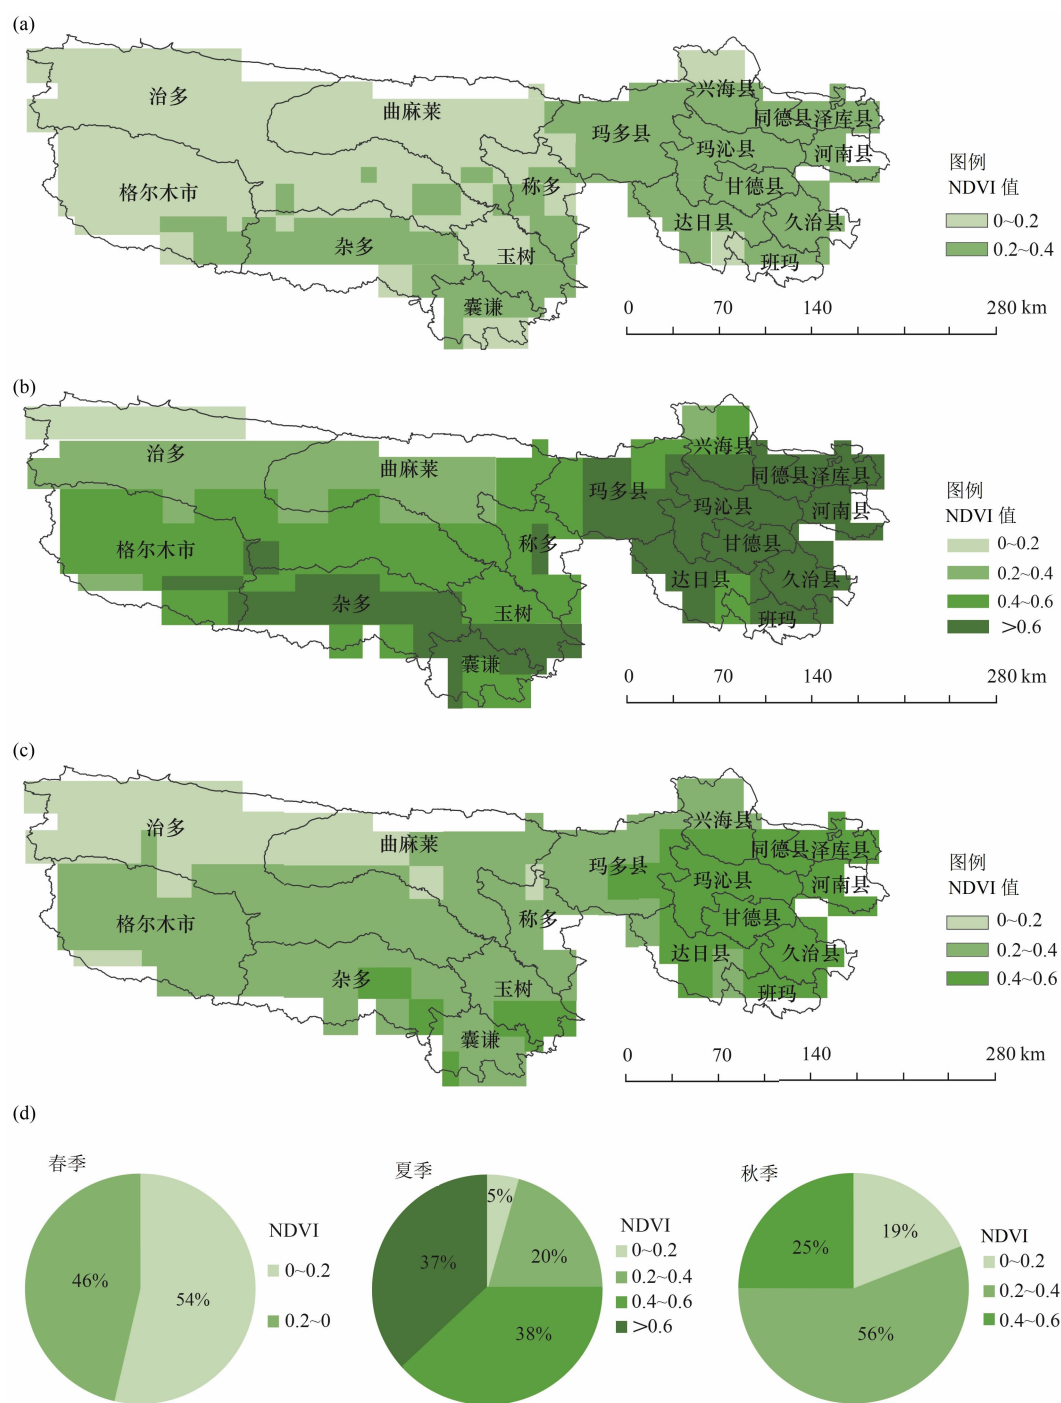 (a)
治多
曲麻莱
兴海县
玛多县
同德县 泽库县
玛沁县
河南县
格尔木市
称多
甘德县
杂多
达日县
久治县
玉树
班玛
囊谦
图例
NDVI 值
0~0.2
0.2~0.4
0 70 140 280 km
(b)
治多
曲麻莱
兴海县
玛多县
同德县 泽库县
玛沁县
河南县
格尔木市
称多
甘德县
杂多
达日县
久治县
玉树
班玛
囊谦
图例
NDVI 值
0~0.2
0.2~0.4
0.4~0.6
>0.6
0 70 140 280 km
(c)
治多
曲麻莱
兴海县
玛多县
同德县 泽库县
玛沁县
河南县
格尔木市
称多
甘德县
杂多
达日县
久治县
玉树
班玛
囊谦
图例
NDVI 值
0~0.2
0.2~0.4
0.4~0.6
0 70 140 280 km
(d)
春季
46%
54%
NDVI
0~0.2
0.2~0
夏季
5%
20%
37%
38%
NDVI
0~0.2
0.2~0.4
0.4~0.6
>0.6
秋季
25%
19%
56%
NDVI
0~0.2
0.2~0.4
0.4~0.6